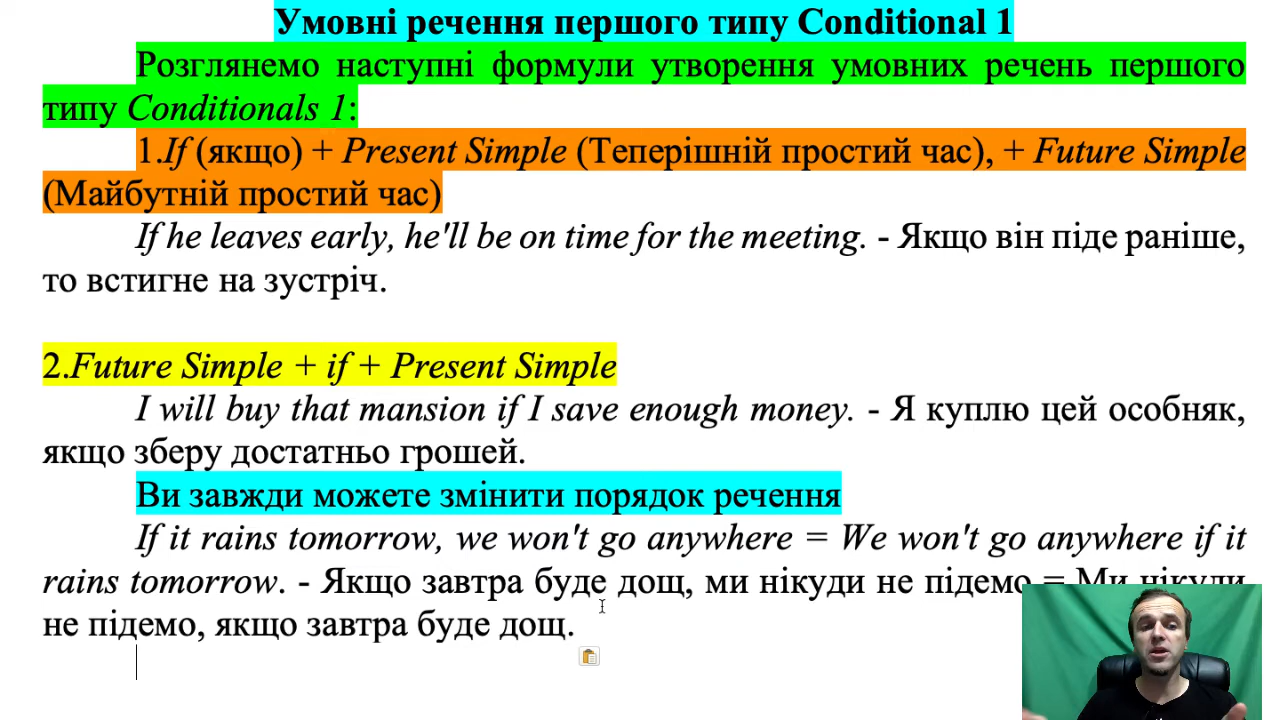 Умовні речення першого типу Conditional 1
Розглянемо наступні формули утворення умовних речень першого
типу Conditionals 1:
1.If (якщо) + Present Simple (Теперішній простий час), + Future Simple
(Майбутній простий час)
If he leaves early, he'll be on time for the meeting. - Якщо він піде раніше,
то встигне на зустріч.
2.Future Simple + if + Present Simple
I will buy that mansion if I save enough money. - Я куплю цей особняк,
якщо зберу достатньо грошей.
Ви завжди можете змінити порядок речення
If it rains tomorrow, we won't go anywhere = We won't go anywhere if it
rains tomorrow. - Якщо завтра буде дощ, ми нікуди не підемо = Ми нікуди
не підемо, якщо завтра буде дощ.